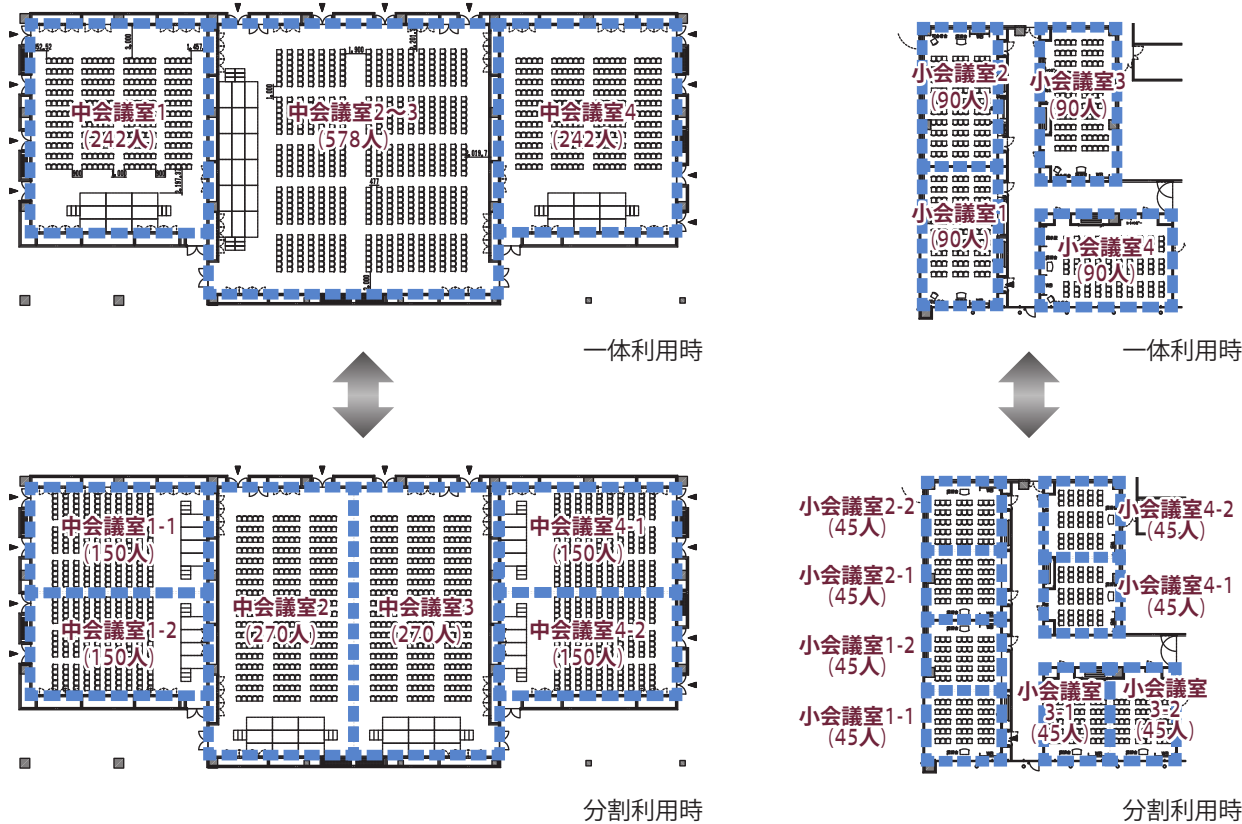 中会議室1
(242人)
中会議室2～3
(578人)
中会議室4
(242人)
小会議室2
(90人)
小会議室3
(90人)
小会議室1
(90人)
小会議室4
(90人)
一体利用時
一体利用時
中会議室1-1
(150人)
中会議室1-2
(150人)
中会議室2
(270人)
中会議室3
(270人)
中会議室4-1
(150人)
中会議室4-2
(150人)
小会議室2-2
(45人)
小会議室2-1
(45人)
小会議室1-2
(45人)
小会議室1-1
(45人)
小会議室4-2
(45人)
小会議室4-1
(45人)
小会議室
3-1
(45人)
小会議室
3-2
(45人)
分割利用時
分割利用時